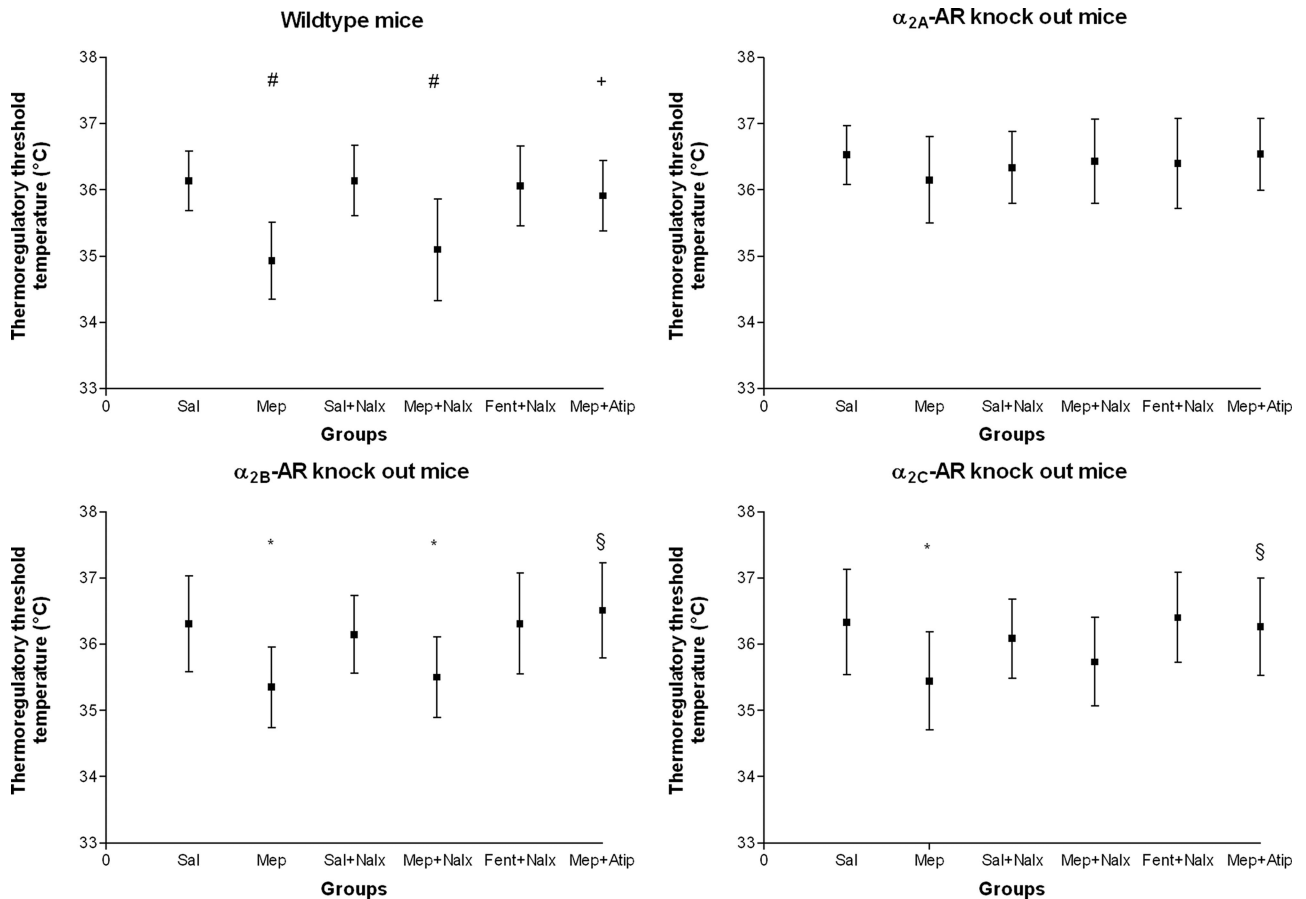 Wildtype mice
Thermoregulatory threshold
temperature (°C)
38
37
36
35
34
33
# # +
0 Sal Mep Sal+Nalx Mep+Nalx Fent+Nalx Mep+Atip
Groups
α2A-AR knock out mice
Thermoregulatory threshold
temperature (°C)
38
37
36
35
34
33
0 Sal Mep Sal+Nalx Mep+Nalx Fent+Nalx Mep+Atip
Groups
α2B-AR knock out mice
Thermoregulatory threshold
temperature (°C)
38
37
36
35
34
33
* * §
0 Sal Mep Sal+Nalx Mep+Nalx Fent+Nalx Mep+Atip
Groups
α2C-AR knock out mice
Thermoregulatory threshold
temperature (°C)
38
37
36
35
34
33
* §
0 Sal Mep Sal+Nalx Mep+Nalx Fent+Nalx Mep+Atip
Groups